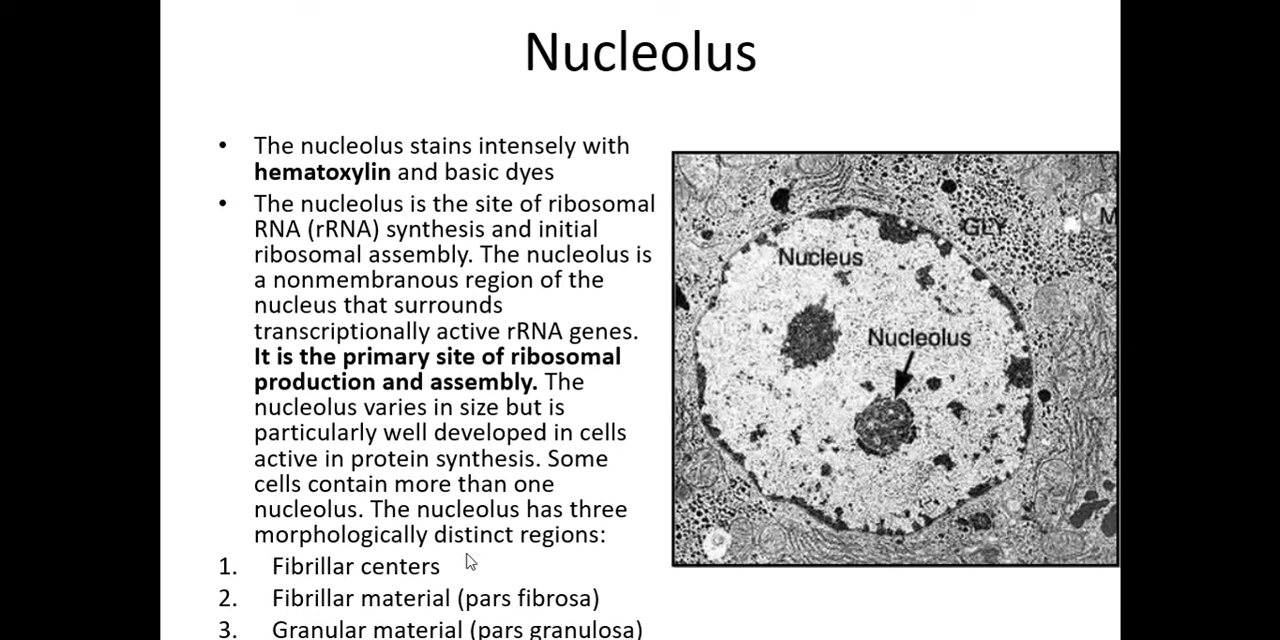 Nucleolus
• The nucleolus stains intensely with
hematoxylin and basic dyes
• The nucleolus is the site of ribosomal
RNA (rRNA) synthesis and initial
ribosomal assembly. The nucleolus is
a nonmembranous region of the
nucleus that surrounds
transcriptionally active rRNA genes.
It is the primary site of ribosomal
production and assembly. The
nucleolus varies in size but is
particularly well developed in cells
active in protein synthesis. Some
cells contain more than one
nucleolus. The nucleolus has three
morphologically distinct regions:
1. Fibrillar centers
2. Fibrillar material (pars fibrosa)
3. Granular material (pars granulosa)
GLY
M
Nucleus
Nucleolus